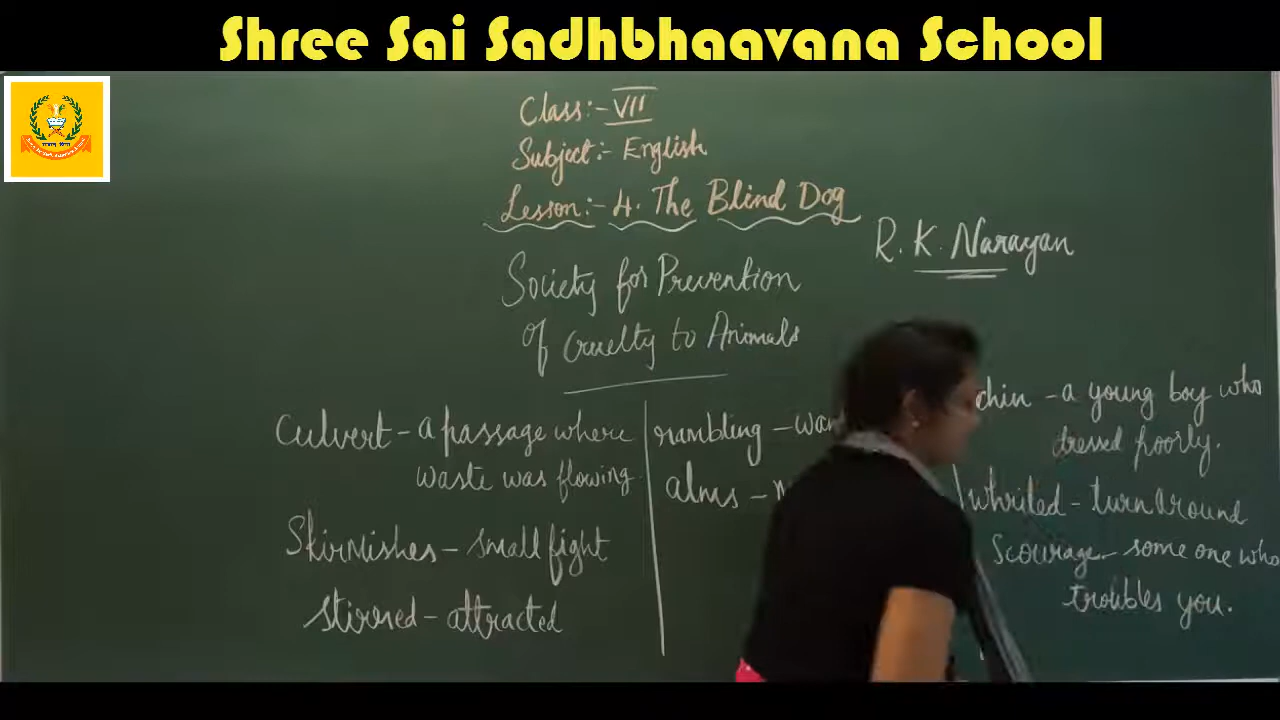 Shree Sai Sadhbhaavana School
Class:- VII
Subject:- English
Lesson:- 4. The Blind Dog
R. K. Narayan
Society for Prevention
of Cruelty to Animals
Culvert - a passage where
waste was flowing
Skirmishes - small fight
stirred - attracted
rambling -
alms -
chin - a young boy who
dressed poorly.
whriled - turn around
Scourage - some one who
troubles you.